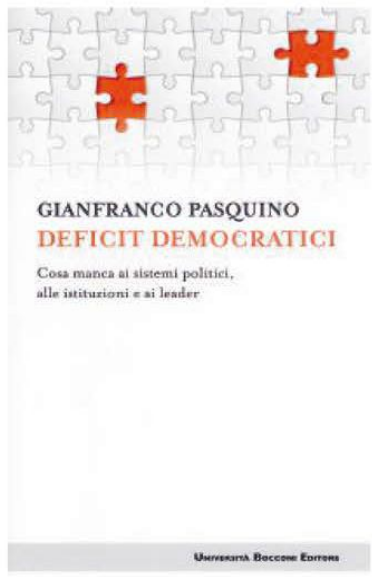 GIANFRANCO PASQUINO
DEFICIT DEMOCRATICI
Cosa manca ai sistemi politici,
alle istituzioni e ai leader
UNIVERSITÀ BOCCONI EDITORE